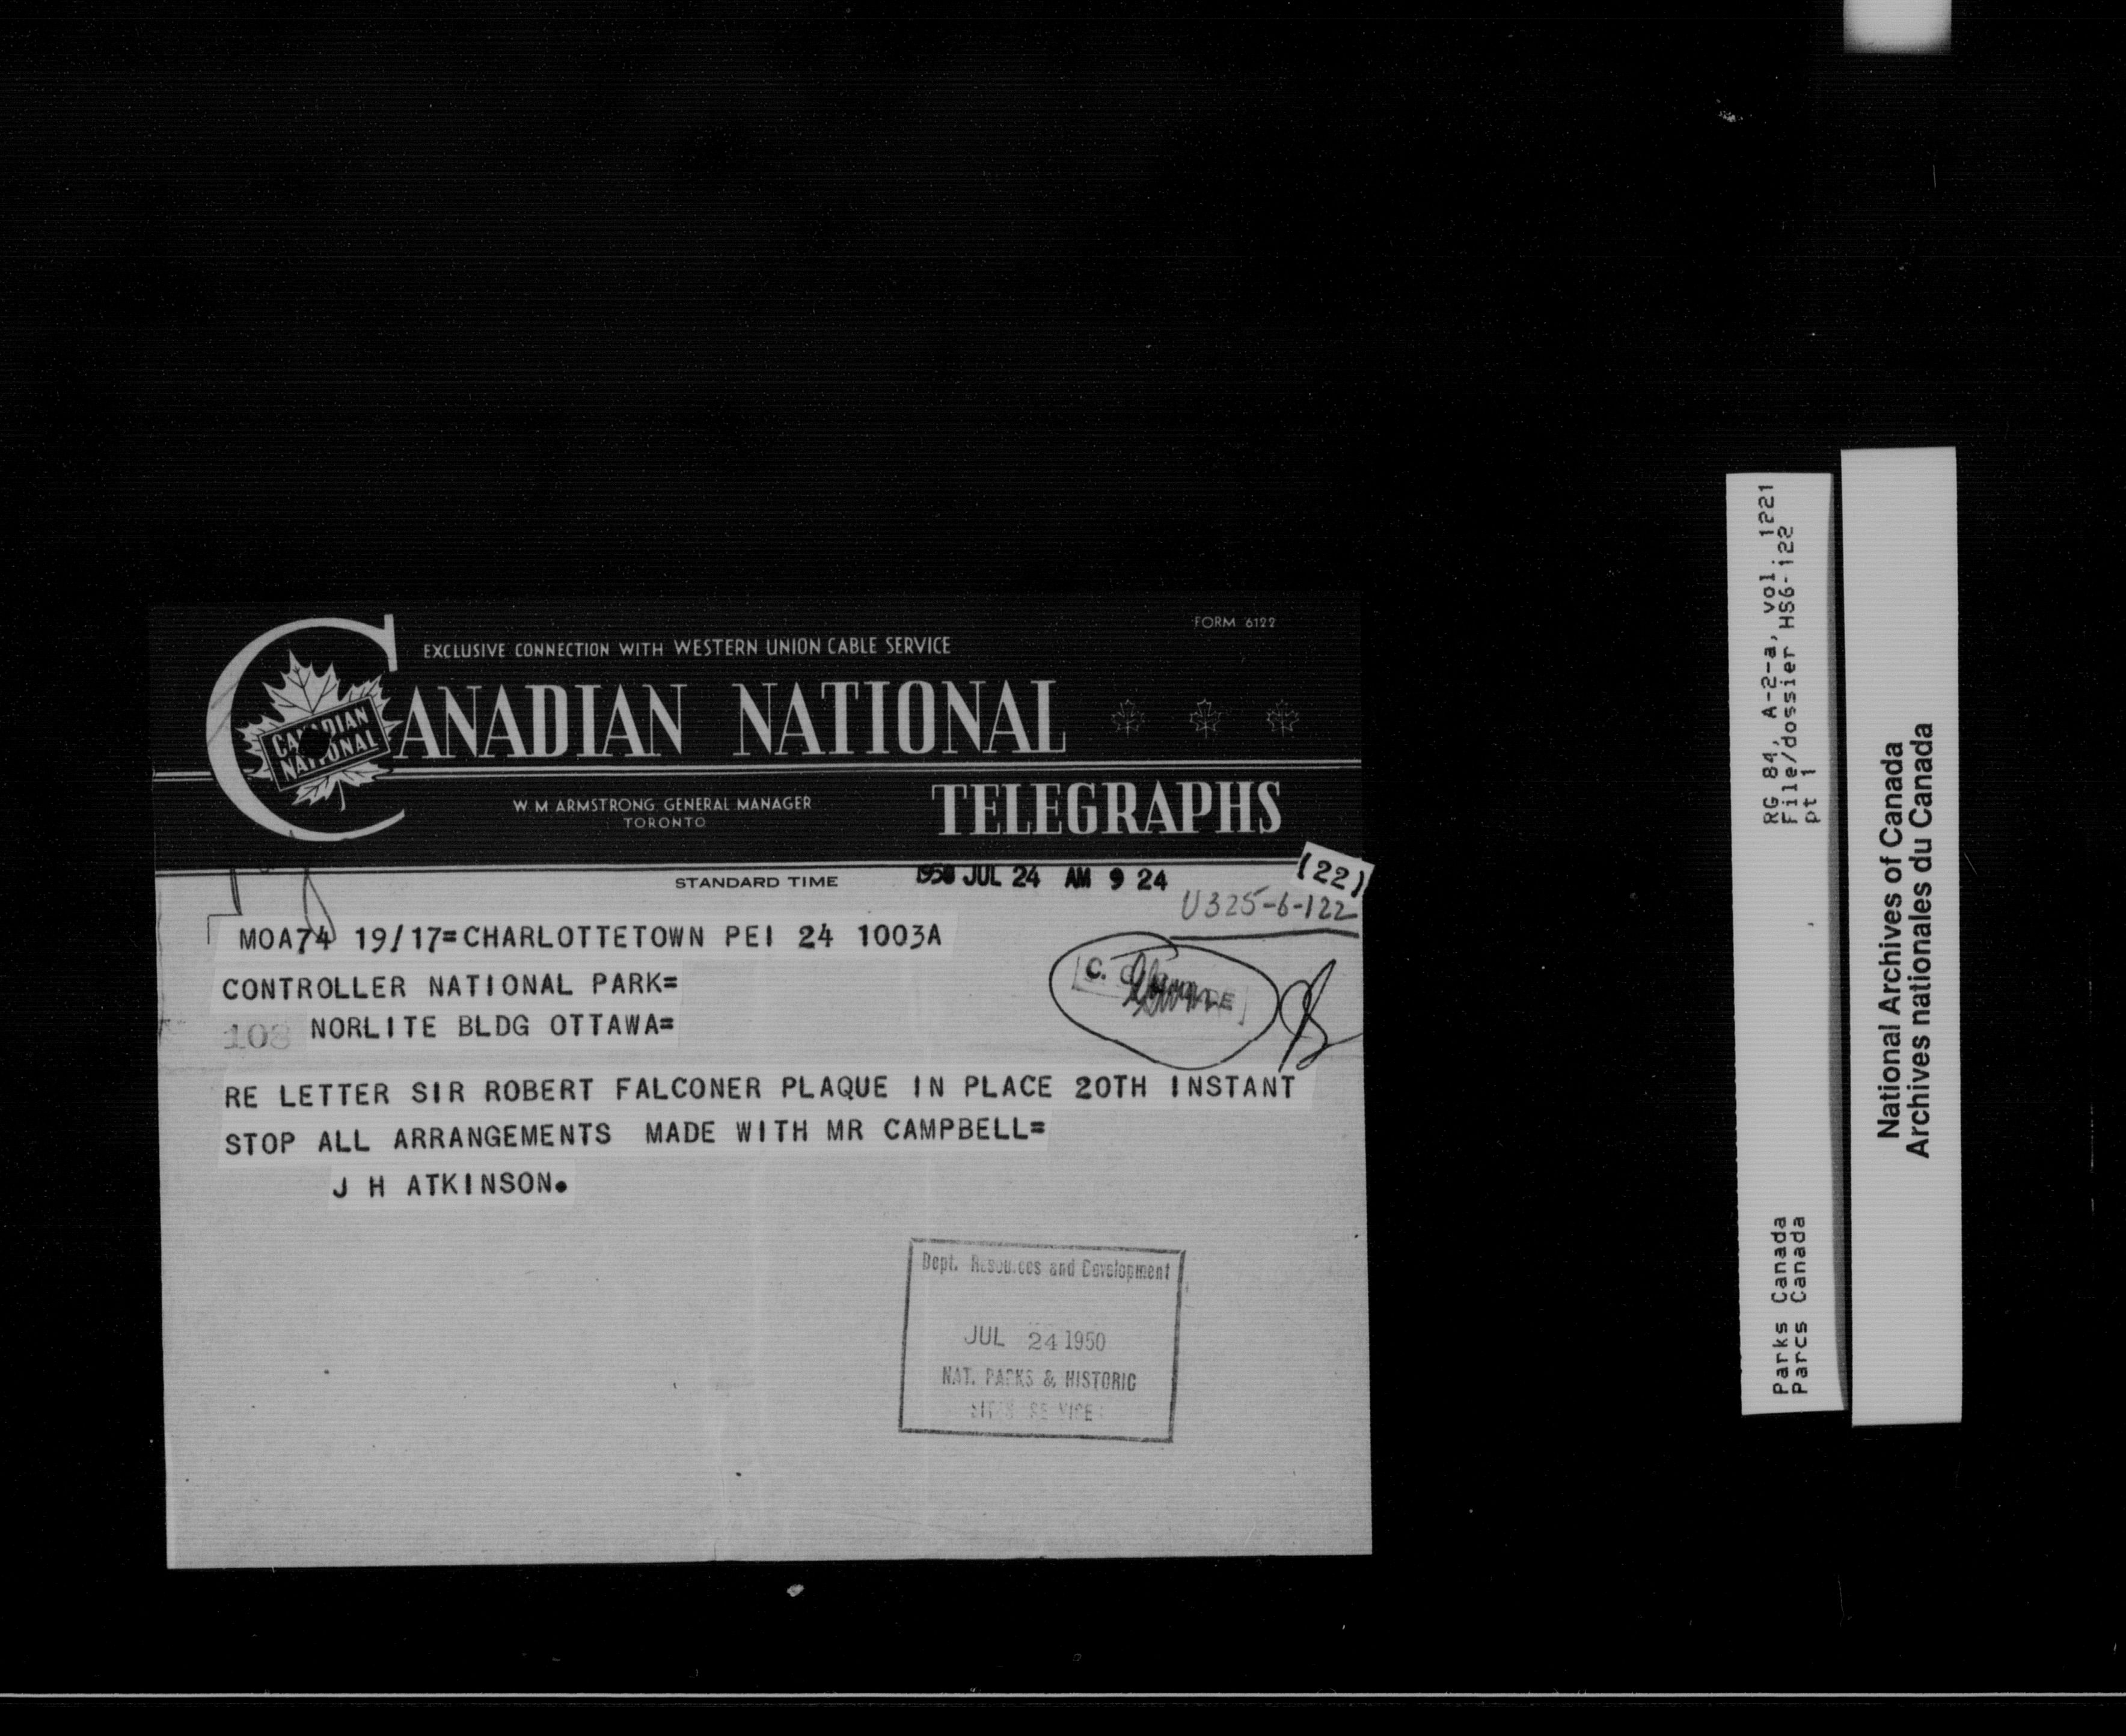 FORM 6122
EXCLUSIVE CONNECTION WITH WESTERN UNION CABLE SERVICE
CANADIAN NATIONAL
CANADIAN
NATIONAL
TELEGRAPHS
W M ARMSTRONG GENERAL MANAGER
TORONTO
STANDARD TIME 1950 JUL 24 AM 9 24
(22)
U325-6-122
MOA74 19/17=CHARLOTTETOWN PEI 24 1003A
CONTROLLER NATIONAL PARK=
108 NORLITE BLDG OTTAWA=
C.
RE LETTER SIR ROBERT FALCONER PLAQUE IN PLACE 20TH INSTANT
STOP ALL ARRANGEMENTS MADE WITH MR CAMPBELL=
J H ATKINSON.
Dept. Resources and Development
JUL 24 1950
NAT. PARKS & HISTORIC
SITES SERVICE
RG 84, A-2-a, vol. 1221
File/dossier HS6-122
pt 1
Parks Canada
Parcs Canada
National Archives of Canada
Archives nationales du Canada